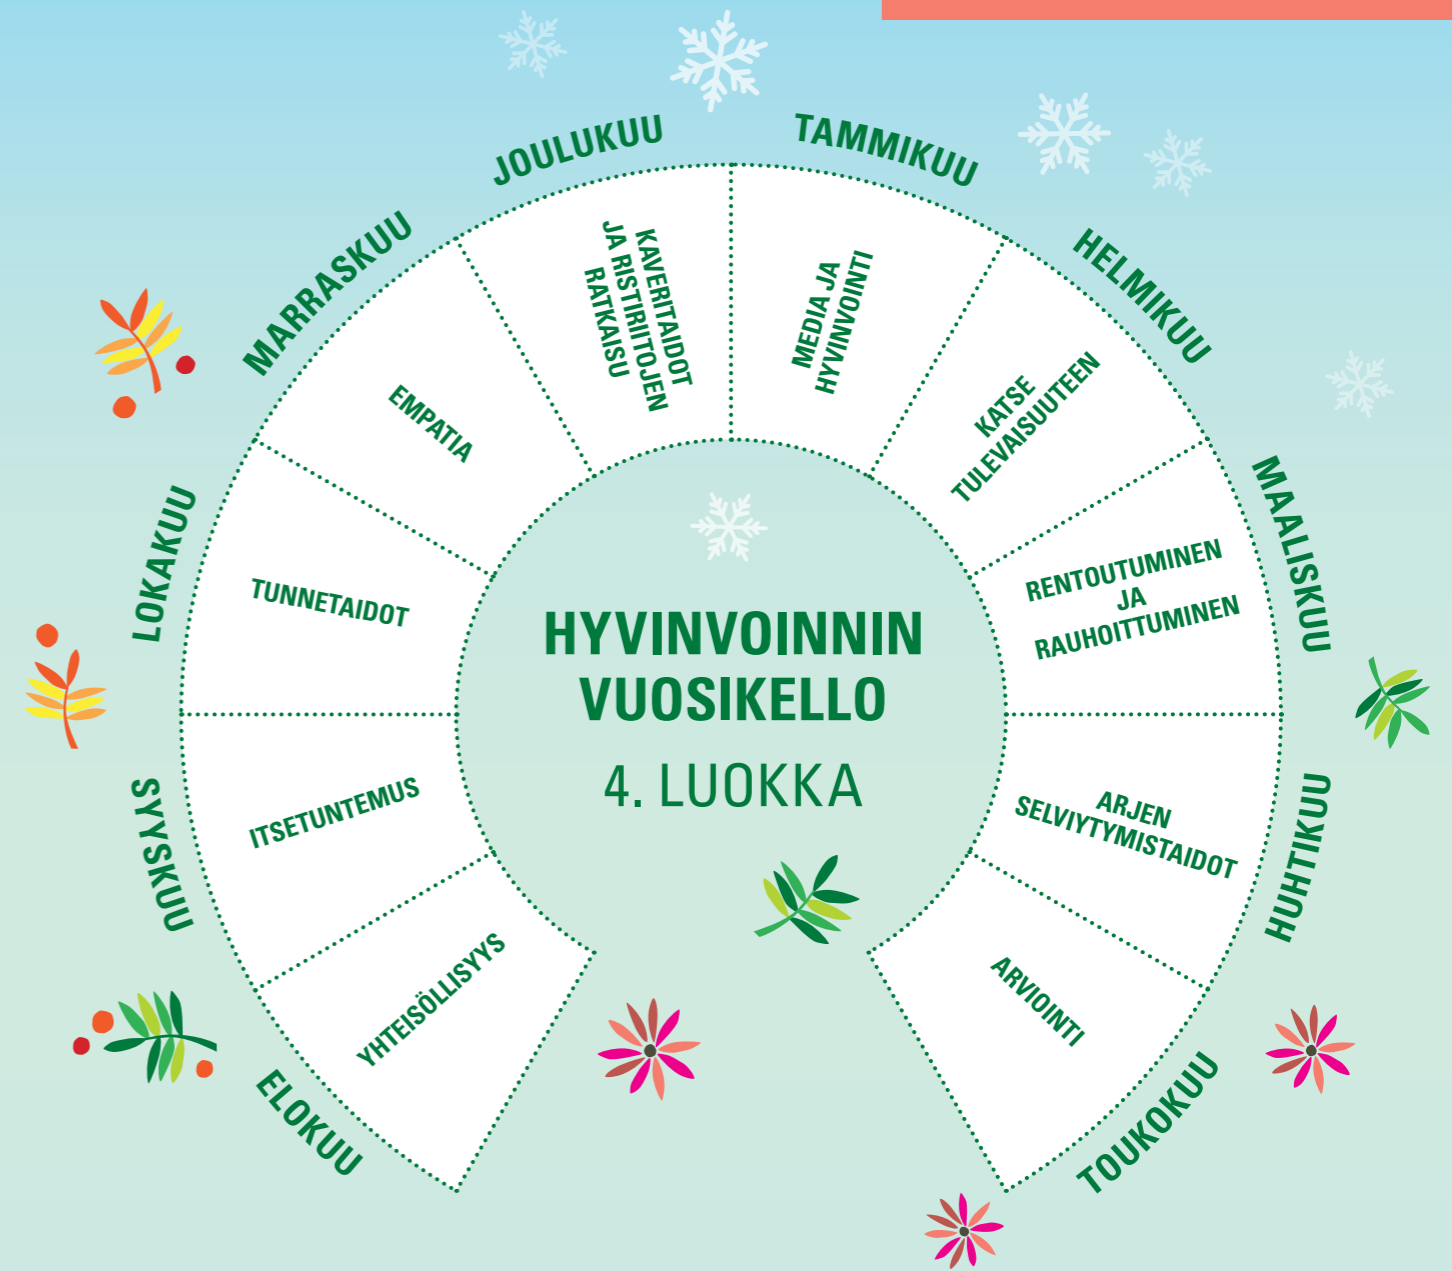 HYVINVOINNIN
VUOSIKELLO
4. LUOKKA
ELOKUU
YHTEISÖLLISYYS
SYYSKUU
ITSETUNTEMUS
LOKAKUU
TUNNETAIDOT
MARRASKUU
EMPATIA
JOULUKUU
KAVERITAIDOT
JA RISTIRIITOJEN
RATKAISU
TAMMIKUU
MEDIA JA
HYVINVOINTI
HELMIKUU
KATSE
TULEVAISUUTEEN
MAALISKUU
RENTOUTUMINEN
JA
RAUHOITTUMINEN
HUHTIKUU
ARJEN
SELVIYTYMISTAIDOT
TOUKOKUU
ARVIOINTI